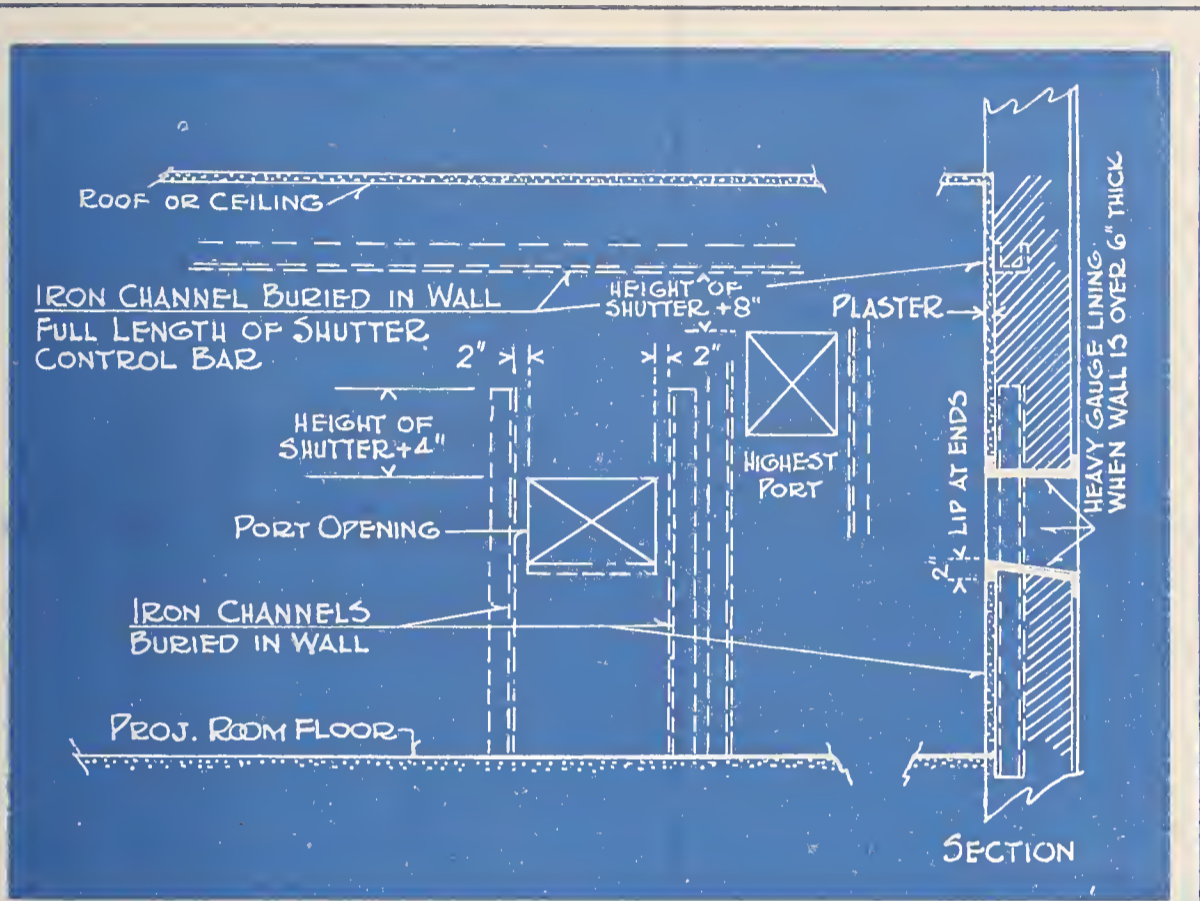 ROOF OR CEILING
IRON CHANNEL BURIED IN WALL
FULL LENGTH OF SHUTTER
CONTROL BAR
HEIGHT OF
SHUTTER +8"
PLASTER
2"
2"
HEIGHT OF
SHUTTER +4"
HIGHEST
PORT
PORT OPENING
IRON CHANNELS
BURIED IN WALL
PROJ. ROOM FLOOR
2" LIP AT ENDS
HEAVY GAUGE LINING
WHEN WALL IS OVER 6" THICK
SECTION